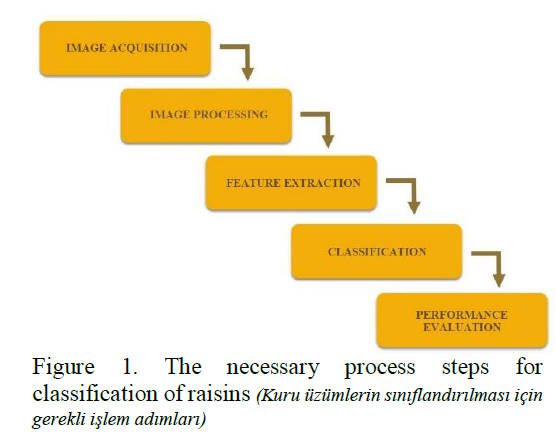 IMAGE ACQUISITION
IMAGE PROCESSING
FEATURE EXTRACTION
CLASSIFICATION
PERFORMANCE
EVALUATION
Figure 1. The necessary process steps for
classification of raisins (Kuru üzümlerin sınıflandırılması için
gerekli işlem adımları)